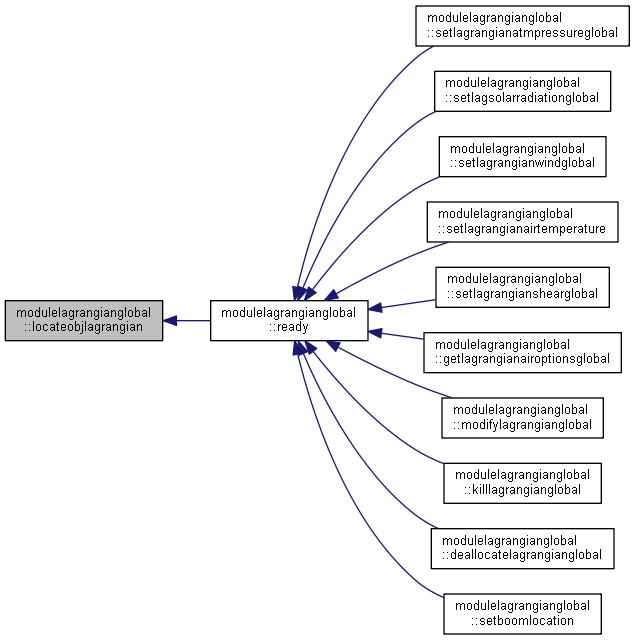 modulelagrangianglobal
::setlagrangianatmpressureglobal
modulelagrangianglobal
::setlagsolarradiationglobal
modulelagrangianglobal
::setlagrangianwindglobal
modulelagrangianglobal
::setlagrangianairtemperature
modulelagrangianglobal
::setlagrangianshearglobal
modulelagrangianglobal
::locateobjlagrangian
modulelagrangianglobal
::ready
modulelagrangianglobal
::getlagrangianairoptionsglobal
modulelagrangianglobal
::modifylagrangianglobal
modulelagrangianglobal
::killlagrangianglobal
modulelagrangianglobal
::deallocatelagrangianglobal
modulelagrangianglobal
::setboomlocation